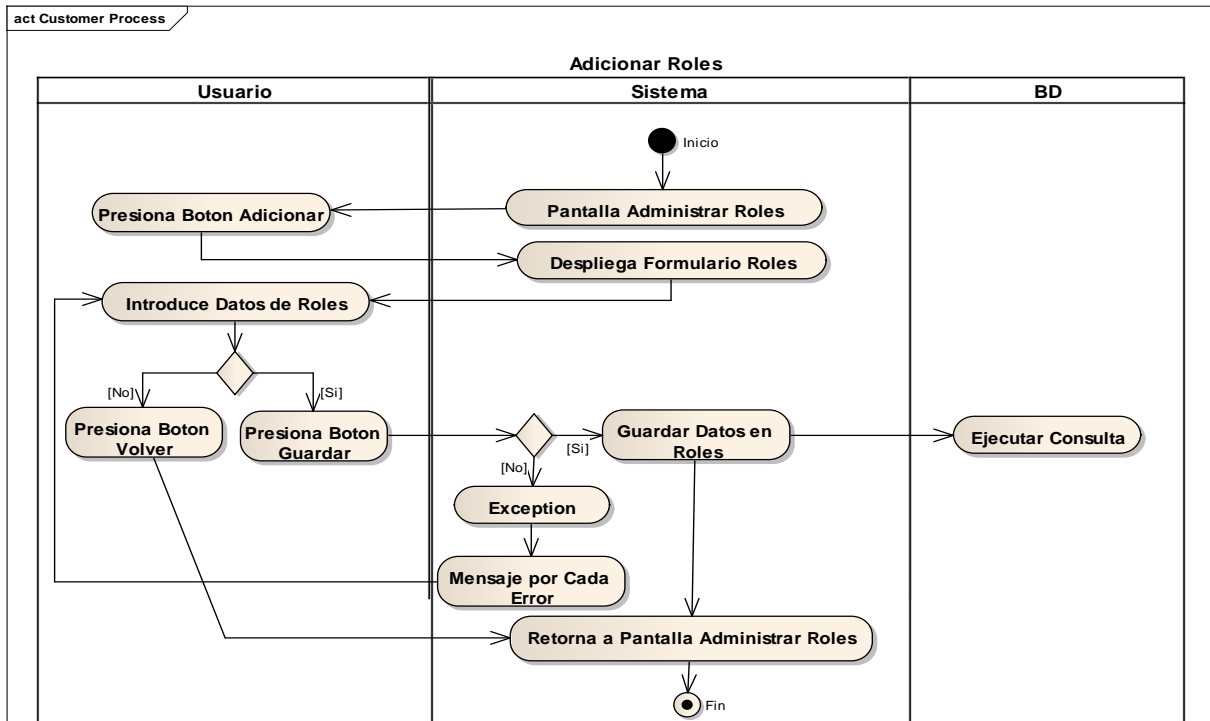 act Customer Process
Adicionar Roles
Usuario
Sistema
BD
Inicio
Presiona Boton Adicionar
Pantalla Administrar Roles
Despliega Formulario Roles
Introduce Datos de Roles
[No]
[Si]
Presiona Boton
Volver
Presiona Boton
Guardar
[Si]
[No]
Guardar Datos en
Roles
Ejecutar Consulta
Exception
Mensaje por Cada
Error
Retorna a Pantalla Administrar Roles
Fin